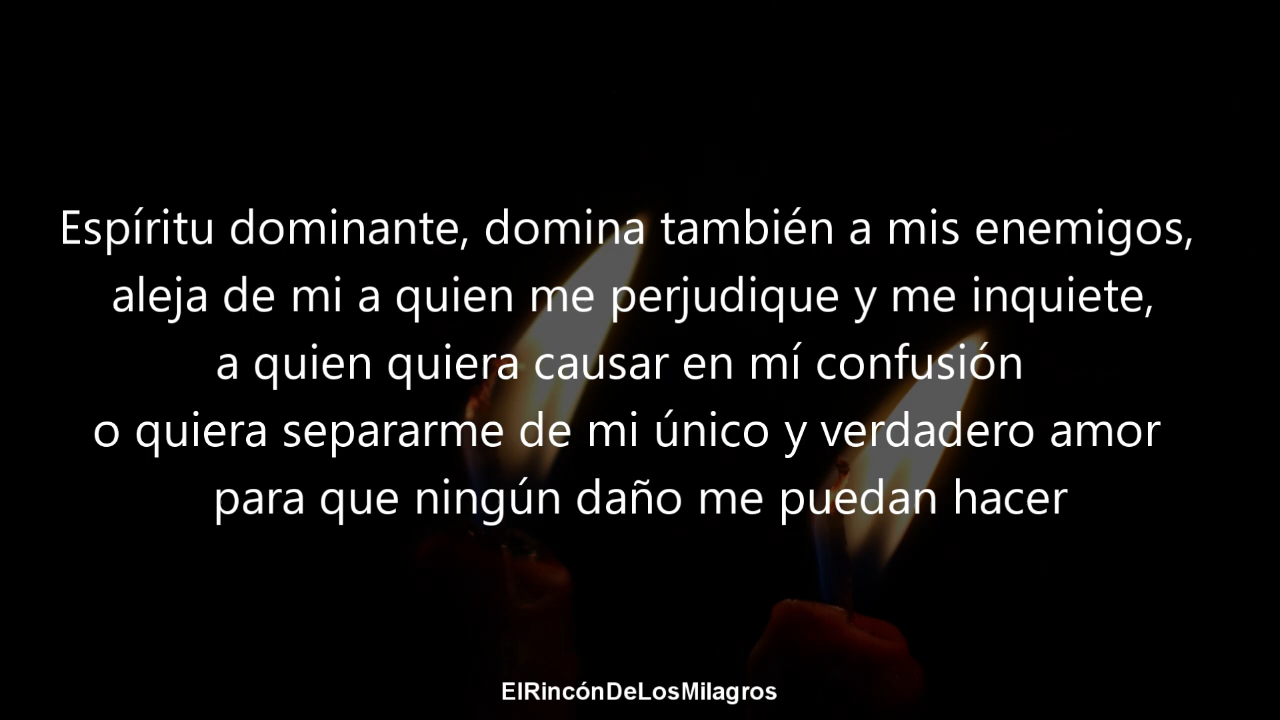 Espíritu dominante, domina también a mis enemigos,
aleja de mi a quien me perjudique y me inquiete,
a quien quiera causar en mí confusión
o quiera separarme de mi único y verdadero amor
para que ningún daño me puedan hacer
ElRincónDeLosMilagros